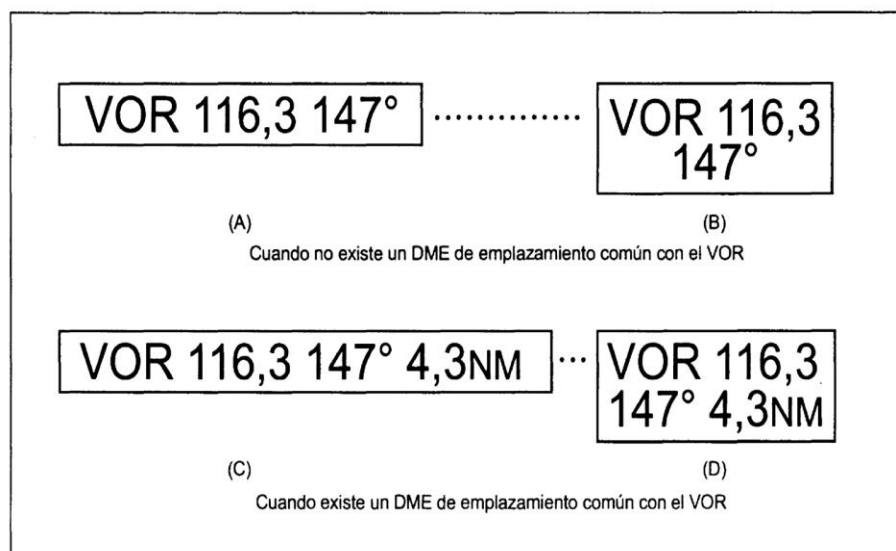 VOR 116,3 147° .............. VOR 116,3
147°
(A) (B)
Cuando no existe un DME de emplazamiento común con el VOR
VOR 116,3 147° 4,3NM ... VOR 116,3
147° 4,3NM
(C) (D)
Cuando existe un DME de emplazamiento común con el VOR